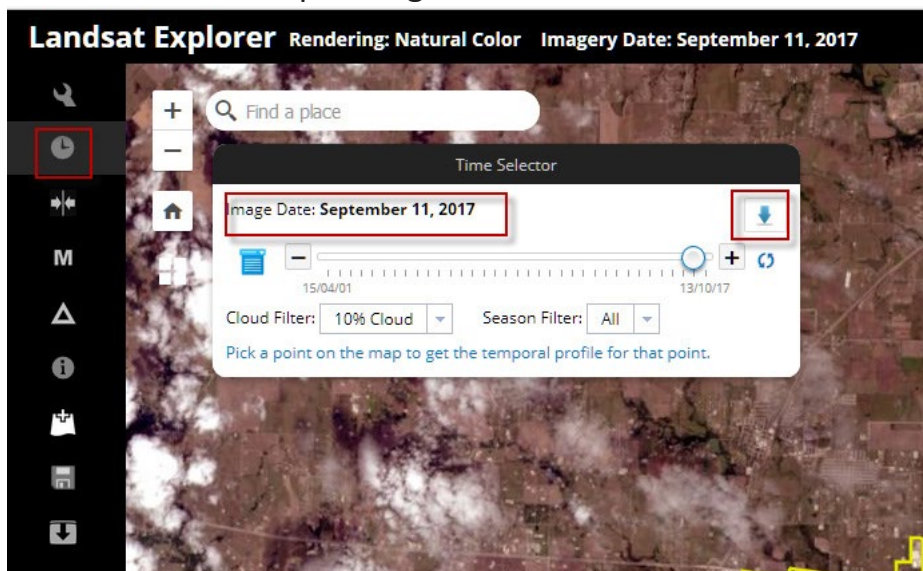 Landsat Explorer Rendering: Natural Color Imagery Date: September 11, 2017
+ Find a place
−
Time Selector
Image Date: September 11, 2017
− +
15/04/01 13/10/17
M
Cloud Filter: 10% Cloud Season Filter: All
Pick a point on the map to get the temporal profile for that point.